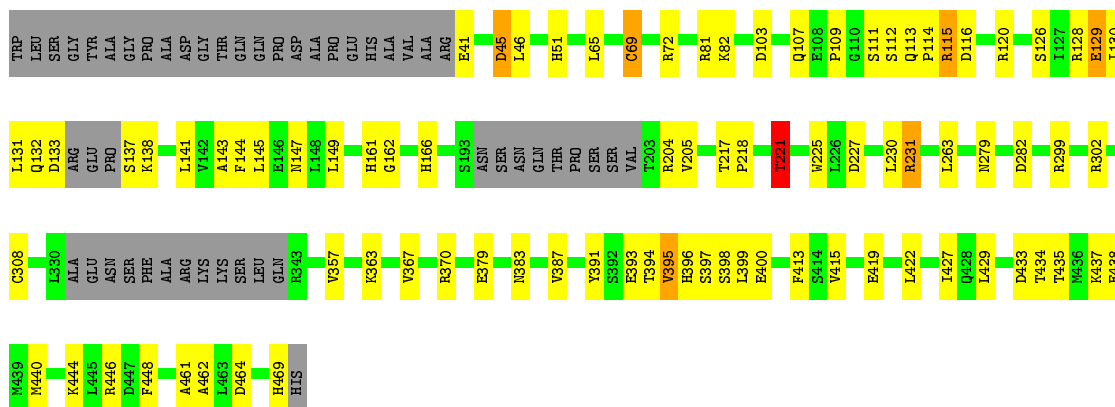 TRP LEU SER GLY TYR ALA GLY PRO ALA ASP GLY THR GLN GLN PRO ASP ALA PRO GLU HIS ALA VAL ALA ARG E41 D45 L46 H51 L65 C69 R72 R81 K82 D103 Q107 E108 P109 G110 S111 S112 Q113 P114 R115 D116 R120 S126 I127 R128 E129 I130
L131 Q132 D133 ARG GLU PRO S137 K138 L141 V142 A143 F144 L145 E146 N147 L148 L149 H161 G162 H166 S193 ASN SER ASN GLN THR PRO SER SER VAL T203 R204 V205 T217 P218 T221 W225 L226 D227 L230 R231 L263 N279 D282 R299 R302
C308 L330 ALA GLU ASN SER PHE ALA ARG LYS LYS SER LEU GLN R343 V357 K363 V367 R370 E379 N383 V387 Y391 S392 E393 T394 V395 H396 S397 S398 L399 E400 F413 S414 V415 E419 L422 I427 Q428 L429 D433 T434 T435 M436 K437
M439 M440 K444 L445 R446 D447 F448 A461 A462 L463 D464 H469 HIS